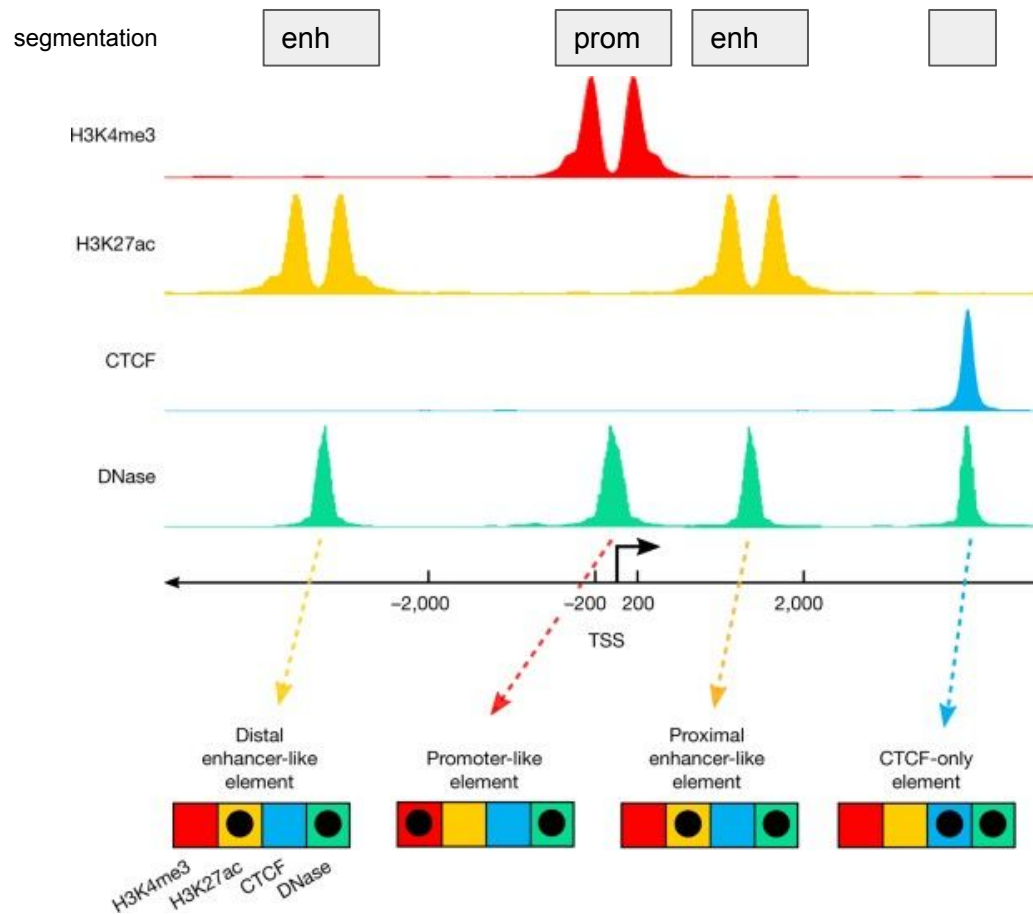 segmentation enh prom enh
H3K4me3
H3K27ac
CTCF
DNase
−2,000 −200 200 2,000
TSS
Distal
enhancer-like
element
Promoter-like
element
Proximal
enhancer-like
element
CTCF-only
element
H3K4me3
H3K27ac
CTCF
DNase